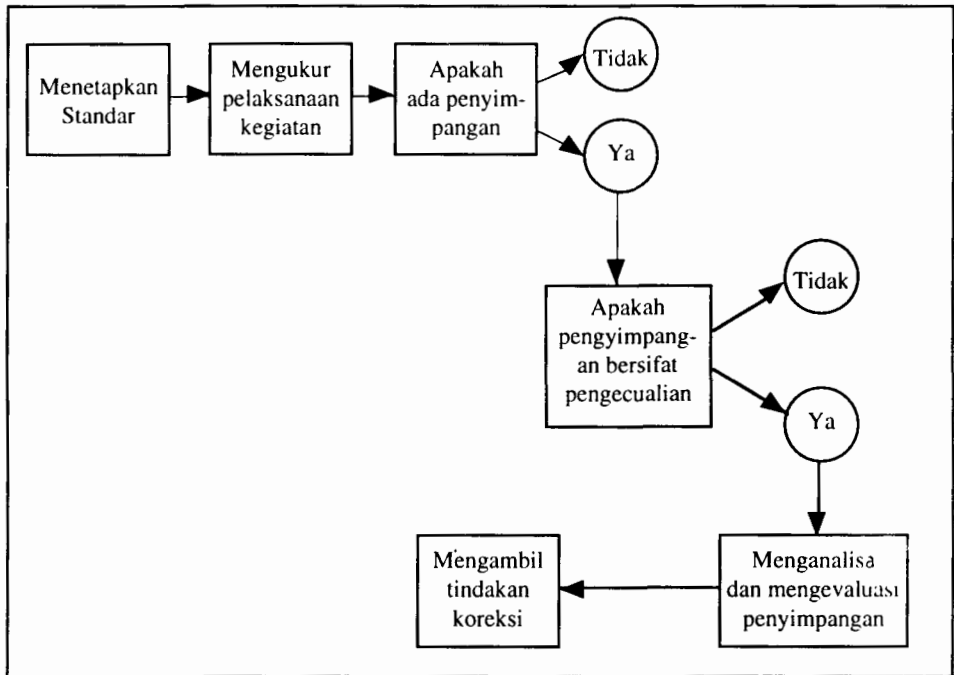 Menetapkan
Standar
Mengukur
pelaksanaan
kegiatan
Apakah
ada penyim-
pangan
Tidak
Ya
Apakah
pengyimpang-
an bersifat
pengecualian
Tidak
Ya
Menganalisa
dan mengevaluasi
penyimpangan
Mengambil
tindakan
koreksi